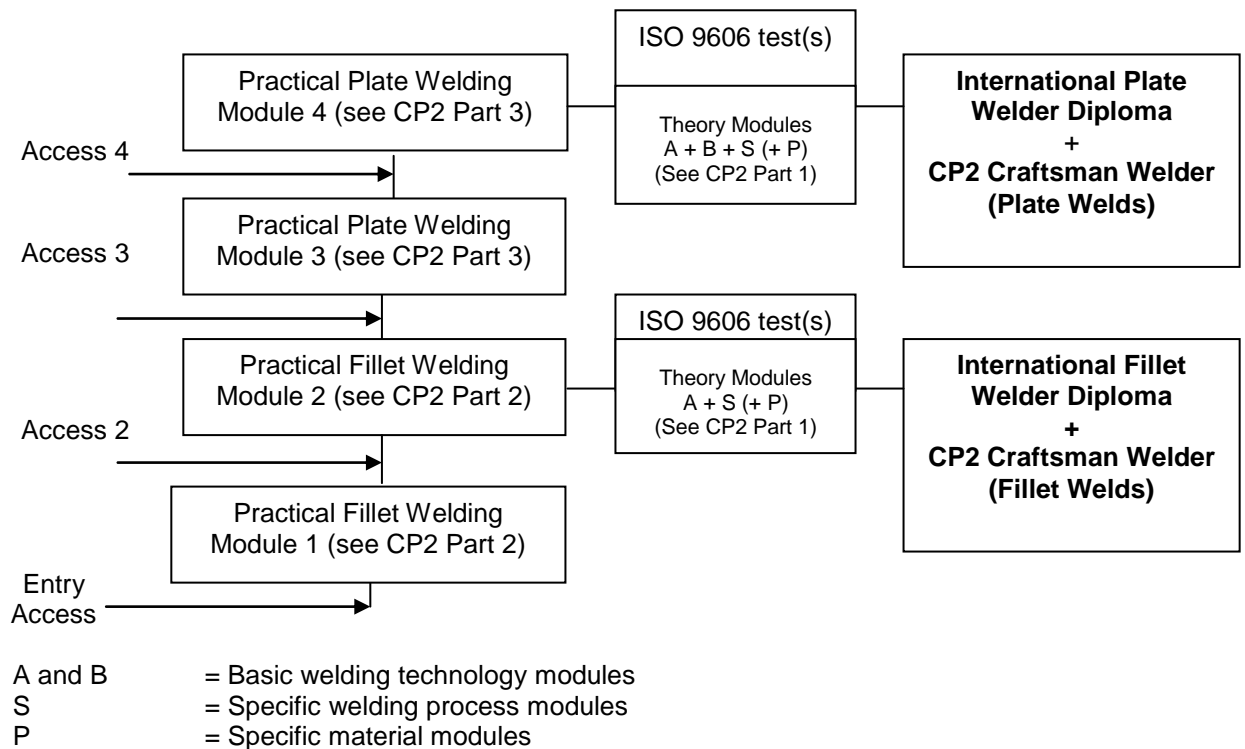 ISO 9606 test(s)
Practical Plate Welding
Module 4 (see CP2 Part 3)
Theory Modules
A + B + S (+ P)
(See CP2 Part 1)
International Plate
Welder Diploma
+
CP2 Craftsman Welder
(Plate Welds)
Access 4
Practical Plate Welding
Module 3 (see CP2 Part 3)
Access 3
ISO 9606 test(s)
Practical Fillet Welding
Module 2 (see CP2 Part 2)
Theory Modules
A + S (+ P)
(See CP2 Part 1)
International Fillet
Welder Diploma
+
CP2 Craftsman Welder
(Fillet Welds)
Access 2
Practical Fillet Welding
Module 1 (see CP2 Part 2)
Entry
Access
A and B = Basic welding technology modules
S = Specific welding process modules
P = Specific material modules